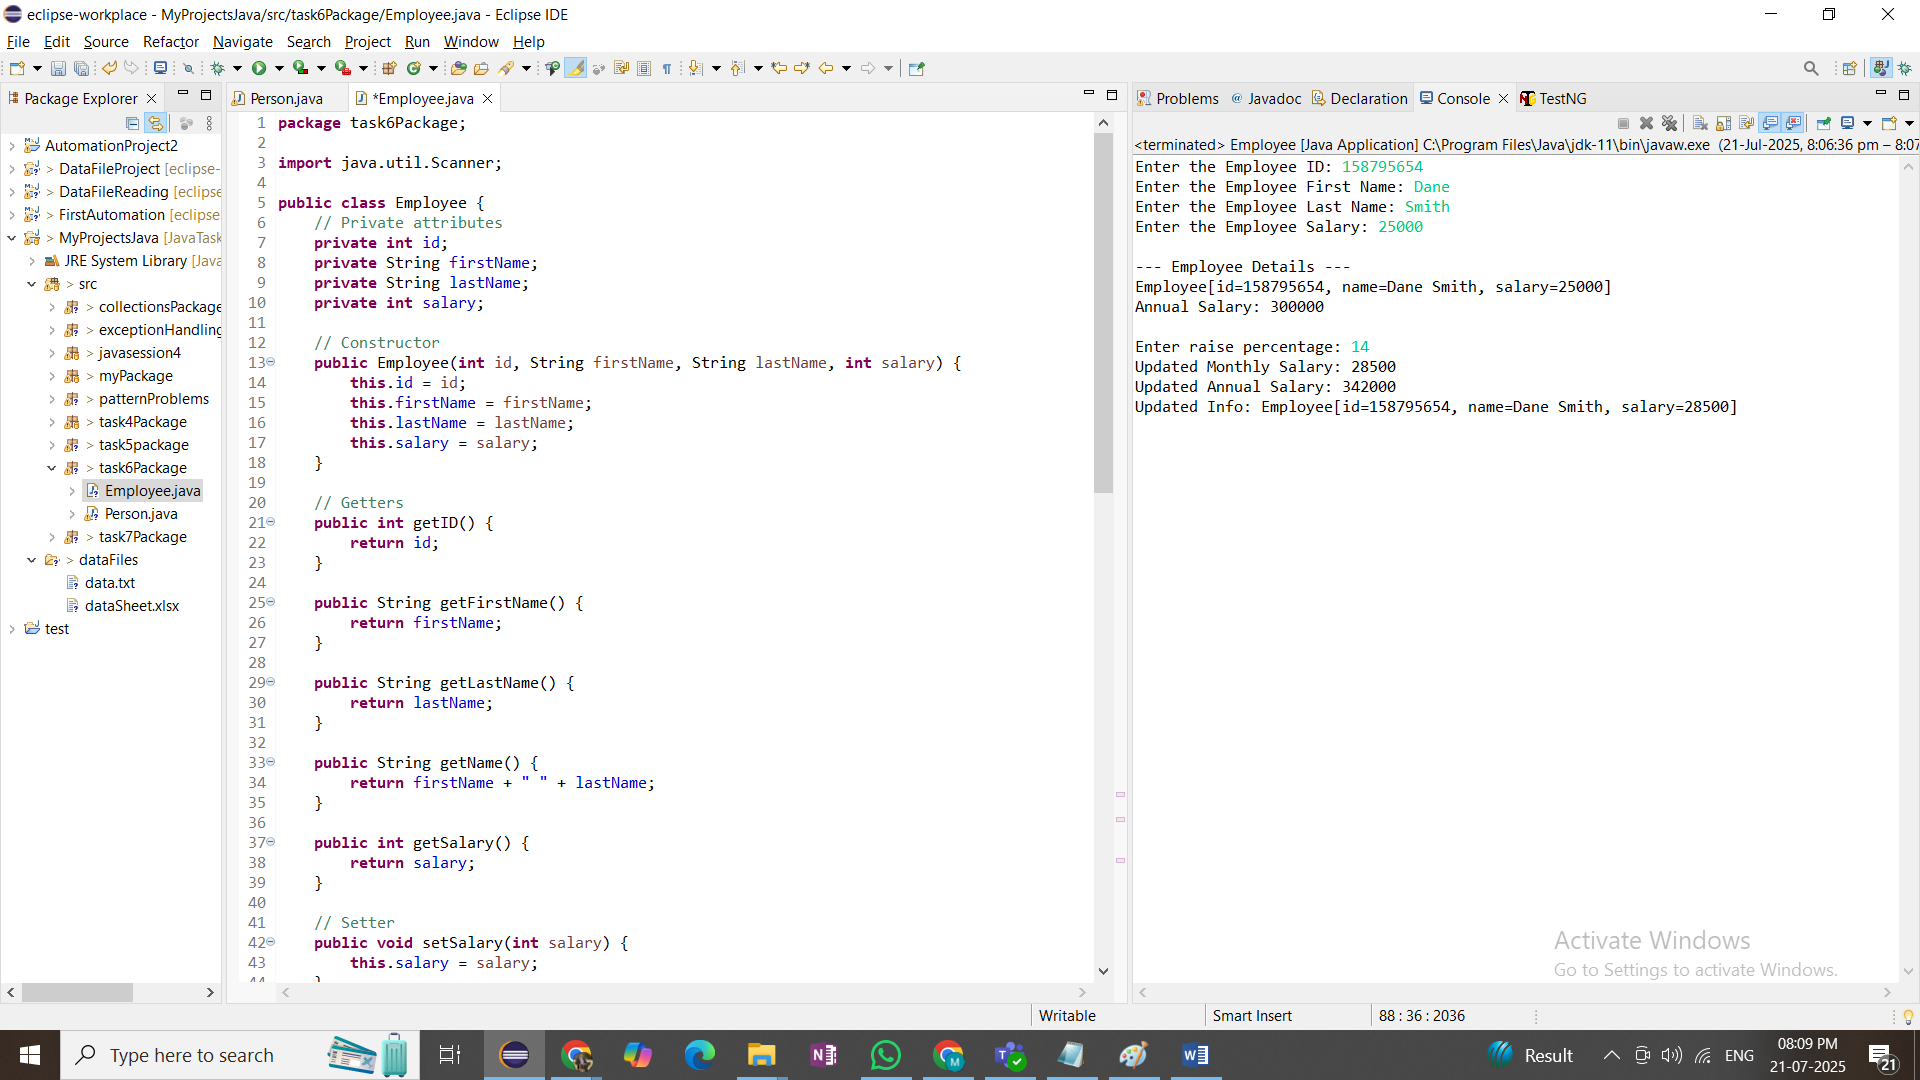 eclipse-workplace - MyProjectsJava/src/task6Package/Employee.java - Eclipse IDE
File Edit Source Refactor Navigate Search Project Run Window Help
Package Explorer
AutomationProject2
> DataFileProject [eclipse-
> DataFileReading [eclipse
> FirstAutomation [eclipse
> MyProjectsJava [JavaTask
JRE System Library [Java
> src
> collectionsPackage
> exceptionHandling
> javasession4
> myPackage
> patternProblems
> task4Package
> task5package
> task6Package
Employee.java
Person.java
> task7Package
> dataFiles
data.txt
dataSheet.xlsx
test
Person.java *Employee.java
1 package task6Package;
2
3 import java.util.Scanner;
4
5 public class Employee {
6 // Private attributes
7 private int id;
8 private String firstName;
9 private String lastName;
10 private int salary;
11
12 // Constructor
13 public Employee(int id, String firstName, String lastName, int salary) {
14 this.id = id;
15 this.firstName = firstName;
16 this.lastName = lastName;
17 this.salary = salary;
18 }
19
20 // Getters
21 public int getID() {
22 return id;
23 }
24
25 public String getFirstName() {
26 return firstName;
27 }
28
29 public String getLastName() {
30 return lastName;
31 }
32
33 public String getName() {
34 return firstName + " " + lastName;
35 }
36
37 public int getSalary() {
38 return salary;
39 }
40
41 // Setter
42 public void setSalary(int salary) {
43 this.salary = salary;
44 }
Problems @ Javadoc Declaration Console TestNG
<terminated> Employee [Java Application] C:\Program Files\Java\jdk-11\bin\javaw.exe (21-Jul-2025, 8:06:36 pm – 8:07
Enter the Employee ID: 158795654
Enter the Employee First Name: Dane
Enter the Employee Last Name: Smith
Enter the Employee Salary: 25000
--- Employee Details ---
Employee[id=158795654, name=Dane Smith, salary=25000]
Annual Salary: 300000
Enter raise percentage: 14
Updated Monthly Salary: 28500
Updated Annual Salary: 342000
Updated Info: Employee[id=158795654, name=Dane Smith, salary=28500]
Activate Windows
Go to Settings to activate Windows.
Writable Smart Insert 88 : 36 : 2036
Type here to search
Result
ENG
08:09 PM
21-07-2025
21